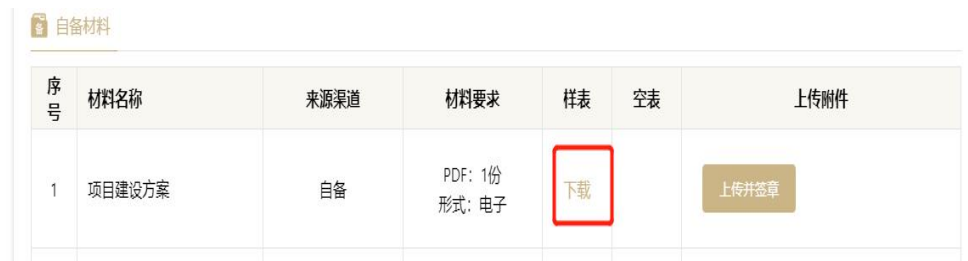 备 自备材料
序号 材料名称 来源渠道 材料要求 样表 空表 上传附件
1 项目建设方案 自备 PDF：1份 形式：电子 下载 上传并签章